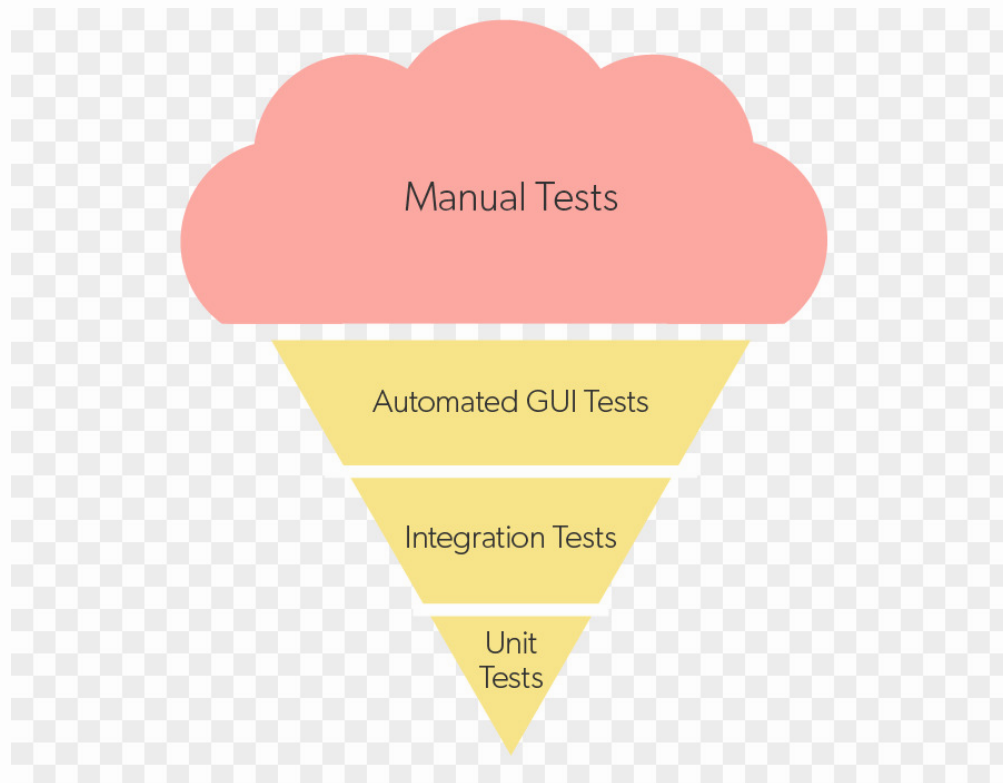 Manual Tests
Automated GUI Tests
Integration Tests
Unit
Tests